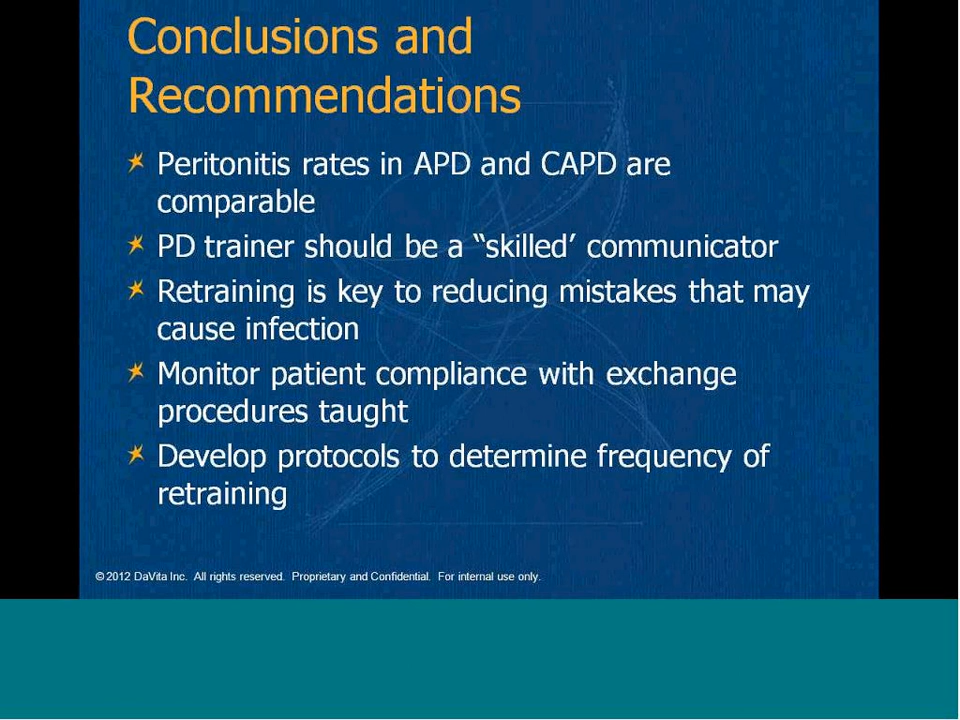 Conclusions and
Recommendations
Peritonitis rates in APD and CAPD are
comparable
PD trainer should be a “skilled’ communicator
Retraining is key to reducing mistakes that may
cause infection
Monitor patient compliance with exchange
procedures taught
Develop protocols to determine frequency of
retraining
© 2012 DaVita Inc. All rights reserved. Proprietary and Confidential. For internal use only.